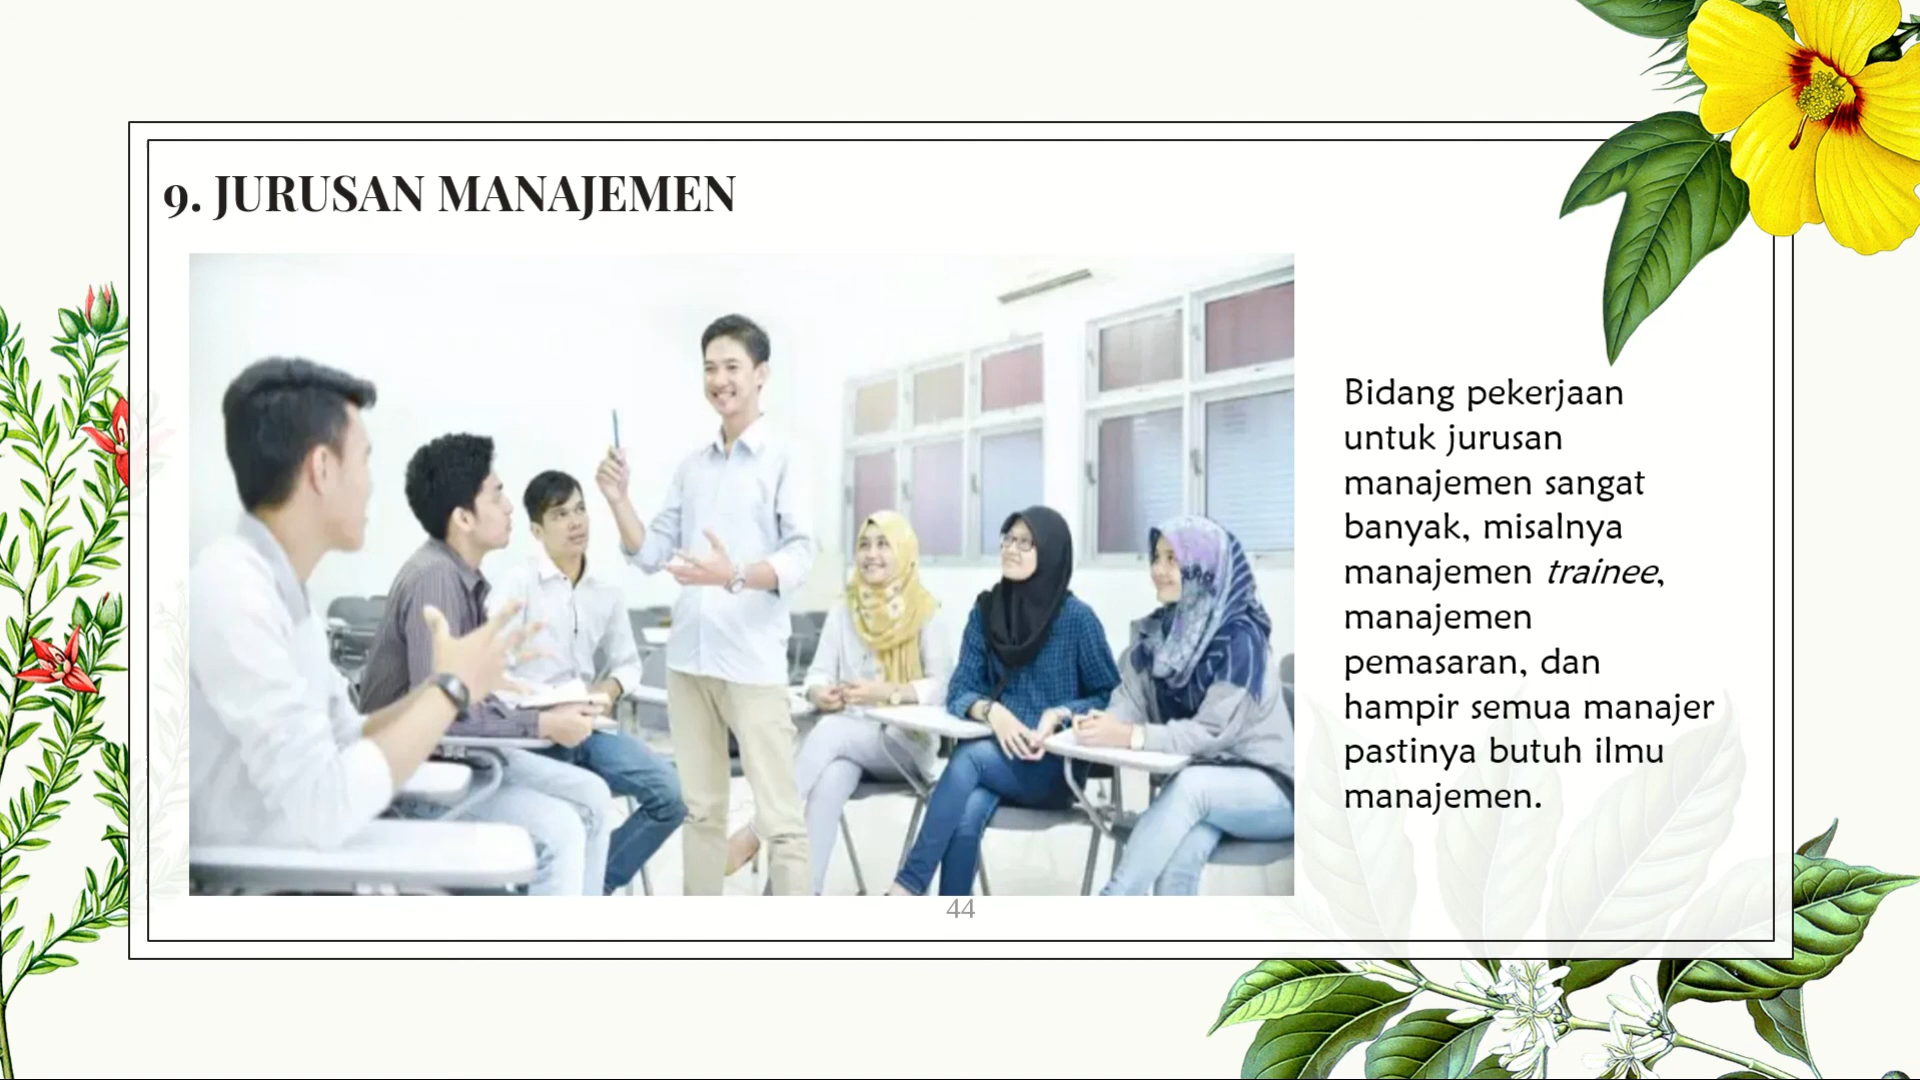 9. JURUSAN MANAJEMEN
Bidang pekerjaan
untuk jurusan
manajemen sangat
banyak, misalnya
manajemen trainee,
manajemen
pemasaran, dan
hampir semua manajer
pastinya butuh ilmu
manajemen.
44